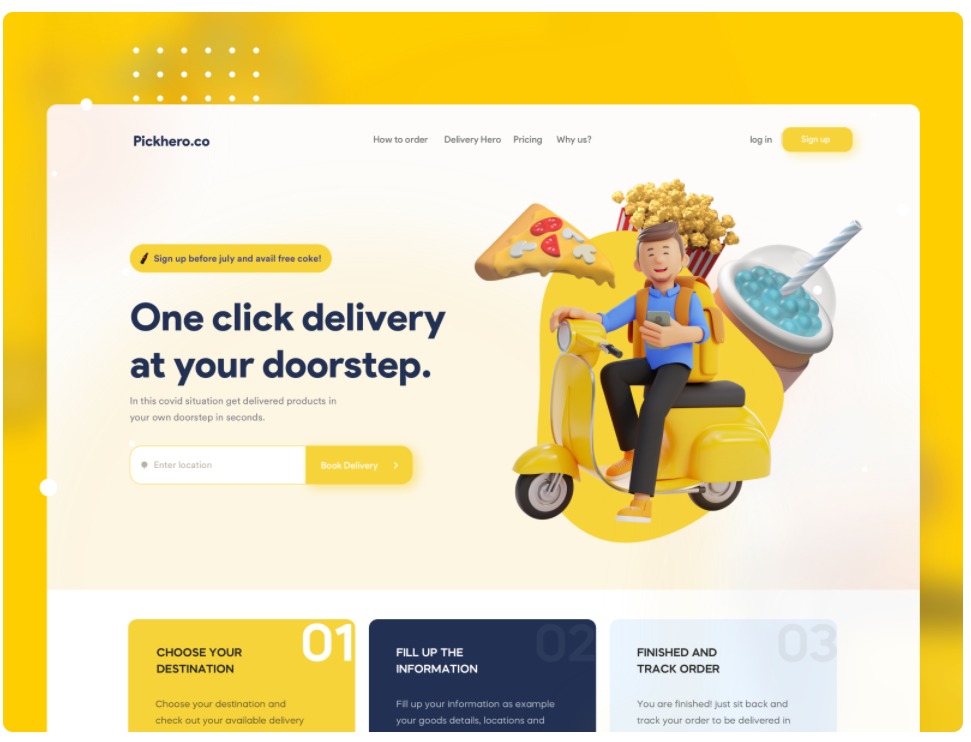 Pickhero.co
How to order
Delivery Hero
Pricing
Why us?
log in
Sign up
Sign up before july and avail free coke!
One click delivery
at your doorstep.
In this covid situation get delivered products in
your own doorstep in seconds.
Enter location
Book Delivery
01
CHOOSE YOUR
DESTINATION
Choose your destination and
check out your available delivery
02
FILL UP THE
INFORMATION
Fill up your information as example
your goods details, locations and
03
FINISHED AND
TRACK ORDER
You are finished! just sit back and
track your order to be delivered in